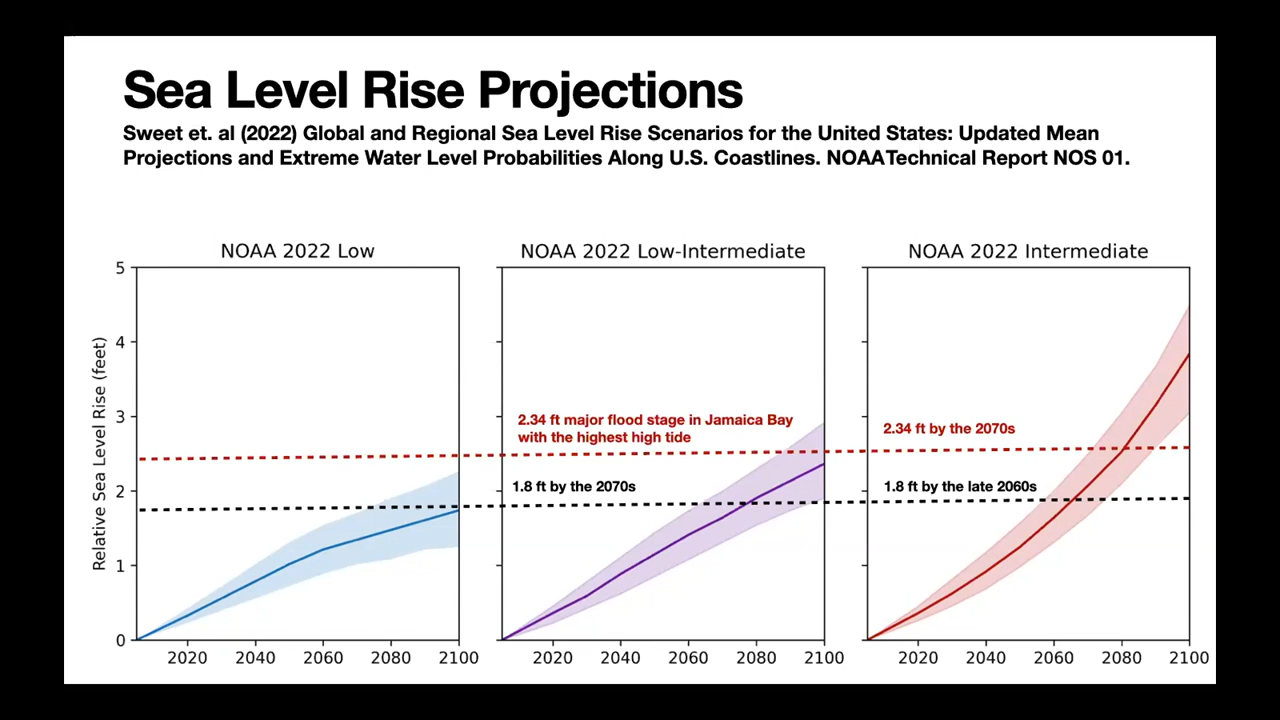 Sea Level Rise Projections
Sweet et. al (2022) Global and Regional Sea Level Rise Scenarios for the United States: Updated Mean
Projections and Extreme Water Level Probabilities Along U.S. Coastlines. NOAA Technical Report NOS 01.
NOAA 2022 Low
NOAA 2022 Low-Intermediate
NOAA 2022 Intermediate
Relative Sea Level Rise (feet)
5
4
3
2
1
0
2.34 ft major flood stage in Jamaica Bay
with the highest high tide
2.34 ft by the 2070s
1.8 ft by the 2070s
1.8 ft by the late 2060s
2020 2040 2060 2080 2100
2020 2040 2060 2080 2100
2020 2040 2060 2080 2100